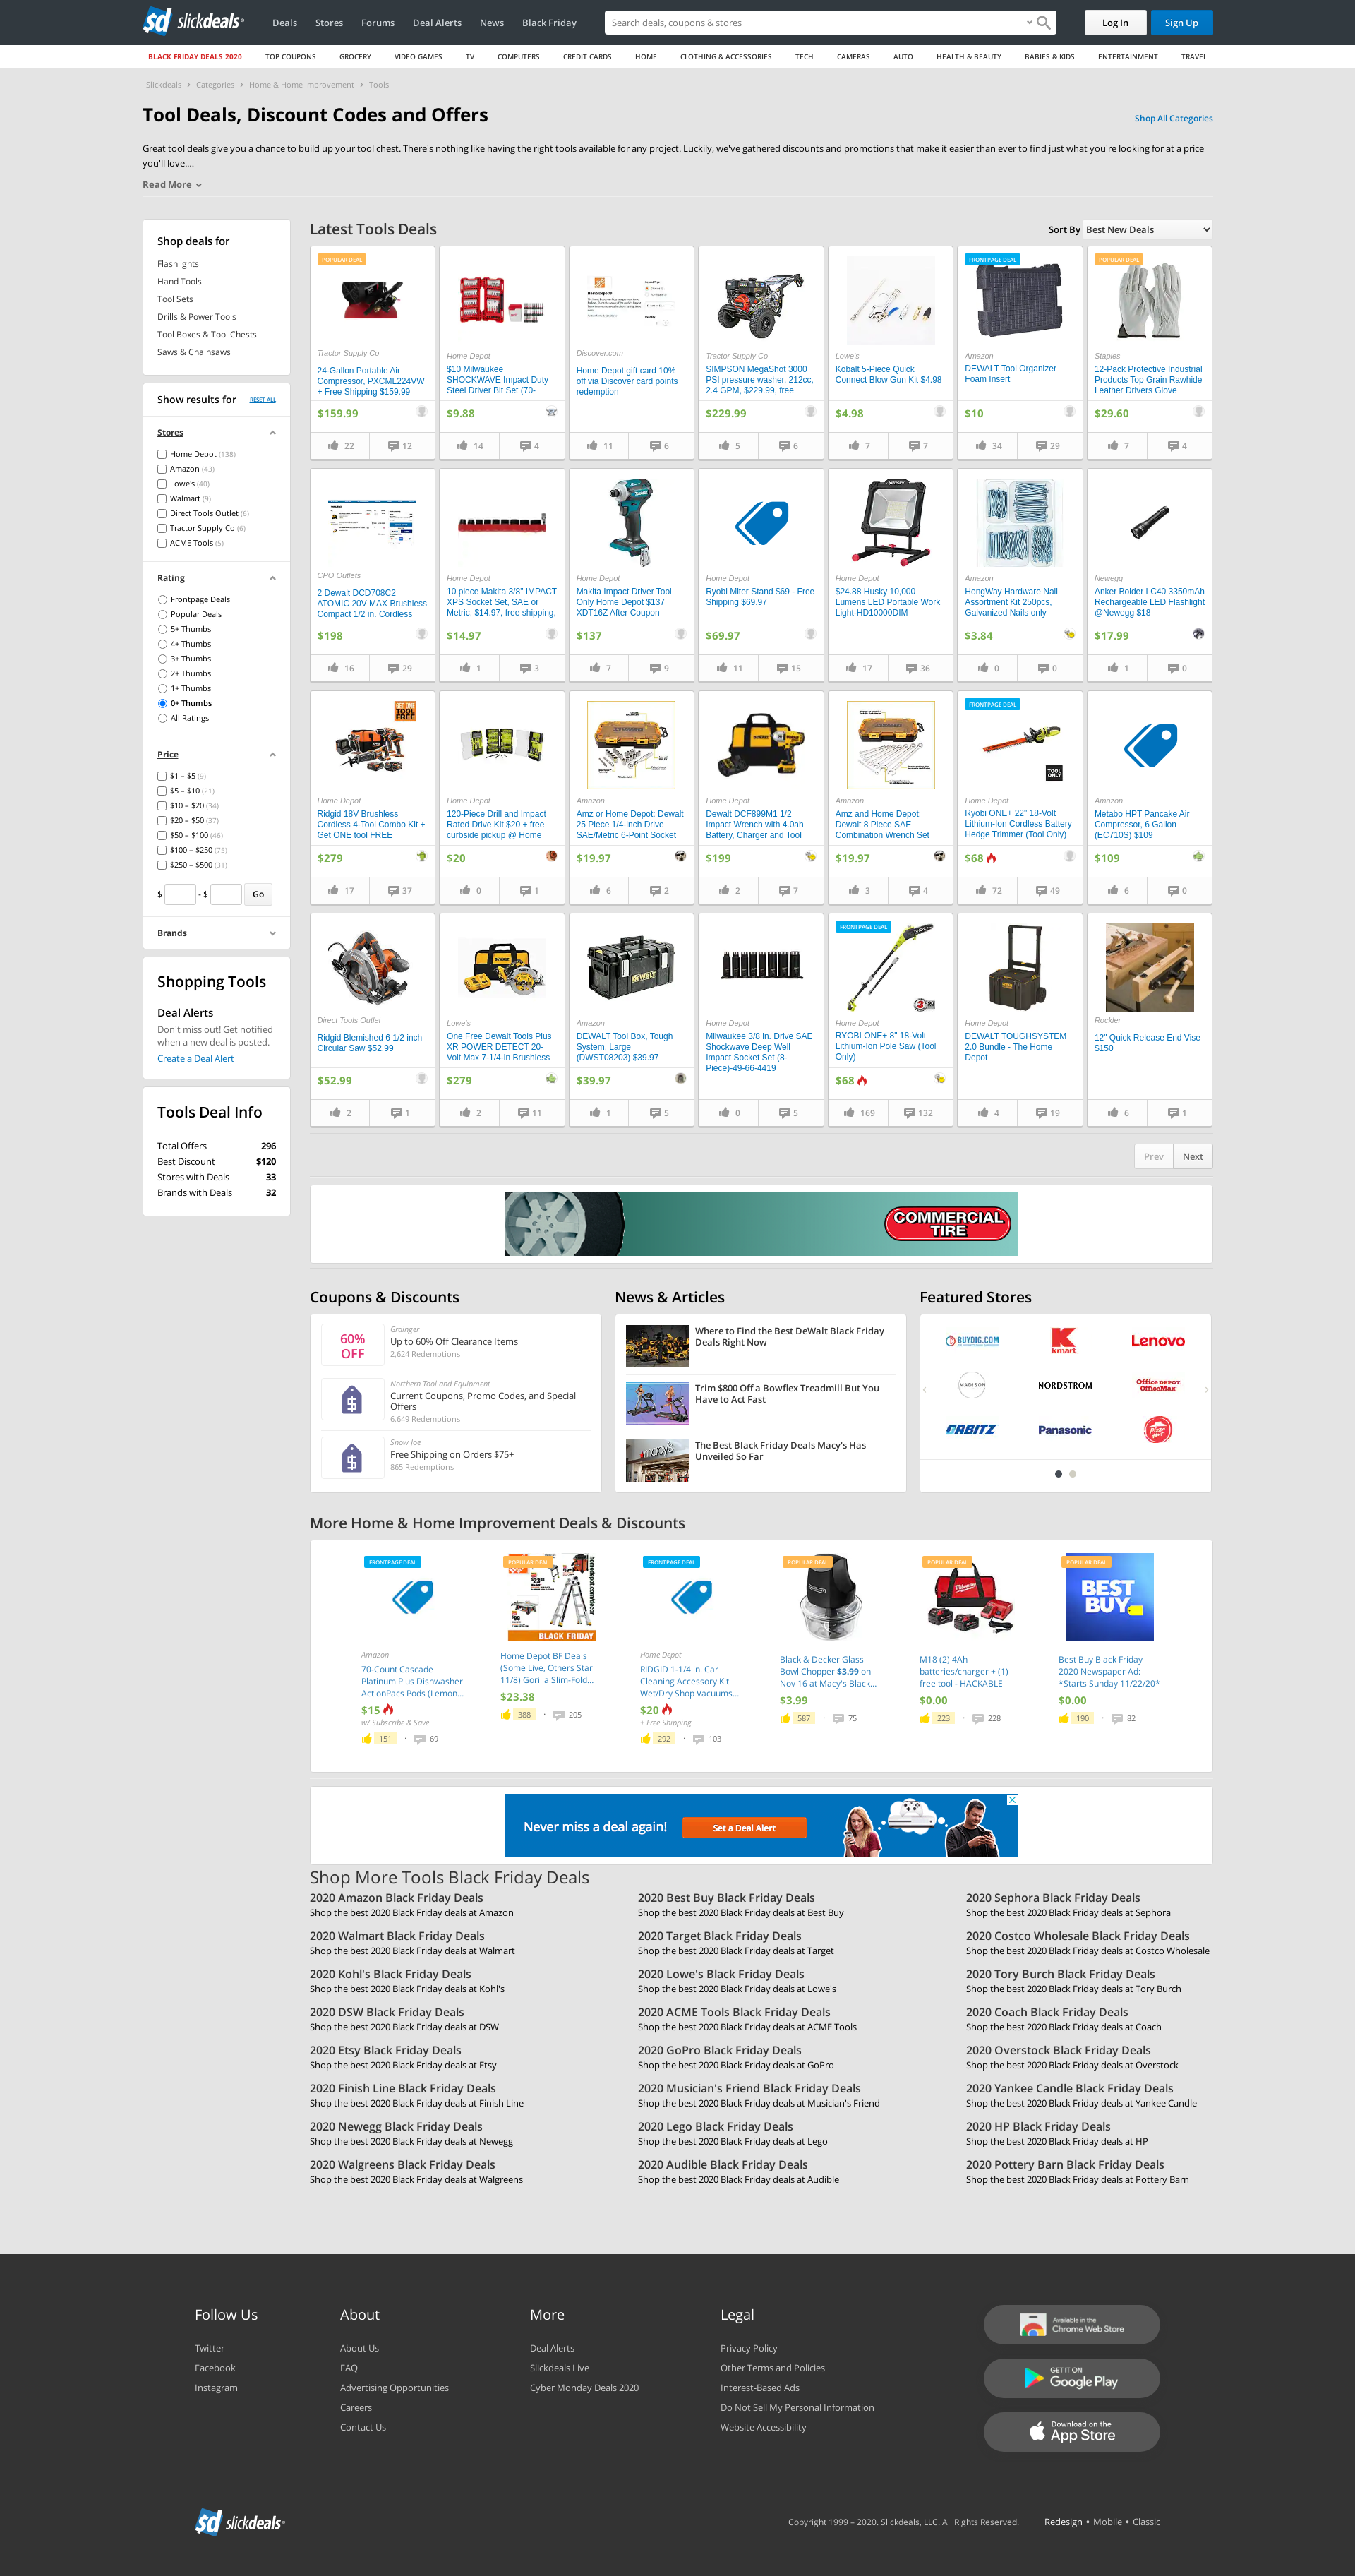 sd slickdeals
Deals Stores Forums Deal Alerts News Black Friday
Search deals, coupons & stores
Log In Sign Up
BLACK FRIDAY DEALS 2020 TOP COUPONS GROCERY VIDEO GAMES TV COMPUTERS CREDIT CARDS HOME CLOTHING & ACCESSORIES TECH CAMERAS AUTO HEALTH & BEAUTY BABIES & KIDS ENTERTAINMENT TRAVEL
Slickdeals > Categories > Home & Home Improvement > Tools
Tool Deals, Discount Codes and Offers
Shop All Categories
Great tool deals give you a chance to build up your tool chest. There's nothing like having the right tools available for any project. Luckily, we've gathered discounts and promotions that make it easier than ever to find just what you're looking for at a price
you'll love....
Read More
Shop deals for
Flashlights
Hand Tools
Tool Sets
Drills & Power Tools
Tool Boxes & Tool Chests
Saws & Chainsaws
Show results for RESET ALL
Stores
Home Depot (138)
Amazon (43)
Lowe's (40)
Walmart (9)
Direct Tools Outlet (6)
Tractor Supply Co (6)
ACME Tools (5)
Rating
Frontpage Deals
Popular Deals
5+ Thumbs
4+ Thumbs
3+ Thumbs
2+ Thumbs
1+ Thumbs
0+ Thumbs
All Ratings
Price
$1 – $5 (9)
$5 – $10 (21)
$10 – $20 (34)
$20 – $50 (37)
$50 – $100 (46)
$100 – $250 (75)
$250 – $500 (31)
$ - $ Go
Brands
Shopping Tools
Deal Alerts
Don't miss out! Get notified
when a new deal is posted.
Create a Deal Alert
Tools Deal Info
Total Offers 296
Best Discount $120
Stores with Deals 33
Brands with Deals 32
Latest Tools Deals
Sort By Best New Deals
POPULAR DEAL
Tractor Supply Co
24-Gallon Portable Air
Compressor, PXCML224VW
+ Free Shipping $159.99
$159.99
22 12
Home Depot
$10 Milwaukee
SHOCKWAVE Impact Duty
Steel Driver Bit Set (70-
$9.88
14 4
Discover.com
Home Depot gift card 10%
off via Discover card points
redemption
11 6
Tractor Supply Co
SIMPSON MegaShot 3000
PSI pressure washer, 212cc,
2.4 GPM, $229.99, free
$229.99
5 6
Lowe's
Kobalt 5-Piece Quick
Connect Blow Gun Kit $4.98
$4.98
7 7
FRONTPAGE DEAL
Amazon
DEWALT Tool Organizer
Foam Insert
$10
34 29
POPULAR DEAL
Staples
12-Pack Protective Industrial
Products Top Grain Rawhide
Leather Drivers Glove
$29.60
7 4
CPO Outlets
2 Dewalt DCD708C2
ATOMIC 20V MAX Brushless
Compact 1/2 in. Cordless
$198
16 29
Home Depot
10 piece Makita 3/8" IMPACT
XPS Socket Set, SAE or
Metric, $14.97, free shipping,
$14.97
1 3
Home Depot
Makita Impact Driver Tool
Only Home Depot $137
XDT16Z After Coupon
$137
7 9
Home Depot
Ryobi Miter Stand $69 - Free
Shipping $69.97
$69.97
11 15
Home Depot
$24.88 Husky 10,000
Lumens LED Portable Work
Light-HD10000DIM
17 36
Amazon
HongWay Hardware Nail
Assortment Kit 250pcs,
Galvanized Nails only
$3.84
0 0
Newegg
Anker Bolder LC40 3350mAh
Rechargeable LED Flashlight
@Newegg $18
$17.99
1 0
GET ONE
TOOL
FREE
Home Depot
Ridgid 18V Brushless
Cordless 4-Tool Combo Kit +
Get ONE tool FREE
$279
17 37
Home Depot
120-Piece Drill and Impact
Rated Drive Kit $20 + free
curbside pickup @ Home
$20
0 1
Amazon
Amz or Home Depot: Dewalt
25 Piece 1/4-inch Drive
SAE/Metric 6-Point Socket
$19.97
6 2
Home Depot
Dewalt DCF899M1 1/2
Impact Wrench with 4.0ah
Battery, Charger and Tool
$199
2 7
Amazon
Amz and Home Depot:
Dewalt 8 Piece SAE
Combination Wrench Set
$19.97
3 4
FRONTPAGE DEAL
TOOL
ONLY
Home Depot
Ryobi ONE+ 22" 18-Volt
Lithium-Ion Cordless Battery
Hedge Trimmer (Tool Only)
$68
72 49
Amazon
Metabo HPT Pancake Air
Compressor, 6 Gallon
(EC710S) $109
$109
6 0
Direct Tools Outlet
Ridgid Blemished 6 1/2 inch
Circular Saw $52.99
$52.99
2 1
Lowe's
One Free Dewalt Tools Plus
XR POWER DETECT 20-
Volt Max 7-1/4-in Brushless
$279
2 11
DEWALT
Amazon
DEWALT Tool Box, Tough
System, Large
(DWST08203) $39.97
$39.97
1 5
Home Depot
Milwaukee 3/8 in. Drive SAE
Shockwave Deep Well
Impact Socket Set (8-
Piece)-49-66-4419
0 5
FRONTPAGE DEAL
Home Depot
RYOBI ONE+ 8" 18-Volt
Lithium-Ion Pole Saw (Tool
Only)
$68
169 132
Home Depot
DEWALT TOUGHSYSTEM
2.0 Bundle - The Home
Depot
4 19
Rockler
12" Quick Release End Vise
$150
6 1
Prev Next
COMMERCIAL
TIRE
Coupons & Discounts
60%
OFF
Grainger
Up to 60% Off Clearance Items
2,624 Redemptions
Northern Tool and Equipment
Current Coupons, Promo Codes, and Special
Offers
6,649 Redemptions
Snow Joe
Free Shipping on Orders $75+
865 Redemptions
News & Articles
Where to Find the Best DeWalt Black Friday
Deals Right Now
Trim $800 Off a Bowflex Treadmill But You
Have to Act Fast
The Best Black Friday Deals Macy's Has
Unveiled So Far
Featured Stores
BUYDIG.COM kmart Lenovo
MADISON NORDSTROM Office DEPOT OfficeMax
ORBITZ Panasonic Pizza Hut
More Home & Home Improvement Deals & Discounts
FRONTPAGE DEAL
Amazon
70-Count Cascade
Platinum Plus Dishwasher
ActionPacs Pods (Lemon...
$15
w/ Subscribe & Save
151 · 69
POPULAR DEAL
BLACK FRIDAY
Home Depot BF Deals
(Some Live, Others Star
11/8) Gorilla Slim-Fold...
$23.38
388 · 205
FRONTPAGE DEAL
Home Depot
RIDGID 1-1/4 in. Car
Cleaning Accessory Kit
Wet/Dry Shop Vacuums...
$20
+ Free Shipping
292 · 103
POPULAR DEAL
Black & Decker Glass
Bowl Chopper $3.99 on
Nov 16 at Macy's Black...
$3.99
587 · 75
POPULAR DEAL
M18 (2) 4Ah
batteries/charger + (1)
free tool - HACKABLE
$0.00
223 · 228
POPULAR DEAL
BEST
BUY
Best Buy Black Friday
2020 Newspaper Ad:
*Starts Sunday 11/22/20*
$0.00
190 · 82
Never miss a deal again! Set a Deal Alert
Shop More Tools Black Friday Deals
2020 Amazon Black Friday Deals
Shop the best 2020 Black Friday deals at Amazon
2020 Best Buy Black Friday Deals
Shop the best 2020 Black Friday deals at Best Buy
2020 Sephora Black Friday Deals
Shop the best 2020 Black Friday deals at Sephora
2020 Walmart Black Friday Deals
Shop the best 2020 Black Friday deals at Walmart
2020 Target Black Friday Deals
Shop the best 2020 Black Friday deals at Target
2020 Costco Wholesale Black Friday Deals
Shop the best 2020 Black Friday deals at Costco Wholesale
2020 Kohl's Black Friday Deals
Shop the best 2020 Black Friday deals at Kohl's
2020 Lowe's Black Friday Deals
Shop the best 2020 Black Friday deals at Lowe's
2020 Tory Burch Black Friday Deals
Shop the best 2020 Black Friday deals at Tory Burch
2020 DSW Black Friday Deals
Shop the best 2020 Black Friday deals at DSW
2020 ACME Tools Black Friday Deals
Shop the best 2020 Black Friday deals at ACME Tools
2020 Coach Black Friday Deals
Shop the best 2020 Black Friday deals at Coach
2020 Etsy Black Friday Deals
Shop the best 2020 Black Friday deals at Etsy
2020 GoPro Black Friday Deals
Shop the best 2020 Black Friday deals at GoPro
2020 Overstock Black Friday Deals
Shop the best 2020 Black Friday deals at Overstock
2020 Finish Line Black Friday Deals
Shop the best 2020 Black Friday deals at Finish Line
2020 Musician's Friend Black Friday Deals
Shop the best 2020 Black Friday deals at Musician's Friend
2020 Yankee Candle Black Friday Deals
Shop the best 2020 Black Friday deals at Yankee Candle
2020 Newegg Black Friday Deals
Shop the best 2020 Black Friday deals at Newegg
2020 Lego Black Friday Deals
Shop the best 2020 Black Friday deals at Lego
2020 HP Black Friday Deals
Shop the best 2020 Black Friday deals at HP
2020 Walgreens Black Friday Deals
Shop the best 2020 Black Friday deals at Walgreens
2020 Audible Black Friday Deals
Shop the best 2020 Black Friday deals at Audible
2020 Pottery Barn Black Friday Deals
Shop the best 2020 Black Friday deals at Pottery Barn
Follow Us
Twitter
Facebook
Instagram
About
About Us
FAQ
Advertising Opportunities
Careers
Contact Us
More
Deal Alerts
Slickdeals Live
Cyber Monday Deals 2020
Legal
Privacy Policy
Other Terms and Policies
Interest-Based Ads
Do Not Sell My Personal Information
Website Accessibility
Available in the
Chrome Web Store
GET IT ON
Google Play
Download on the
App Store
sd slickdeals
Copyright 1999 – 2020. Slickdeals, LLC. All Rights Reserved.
Redesign • Mobile • Classic